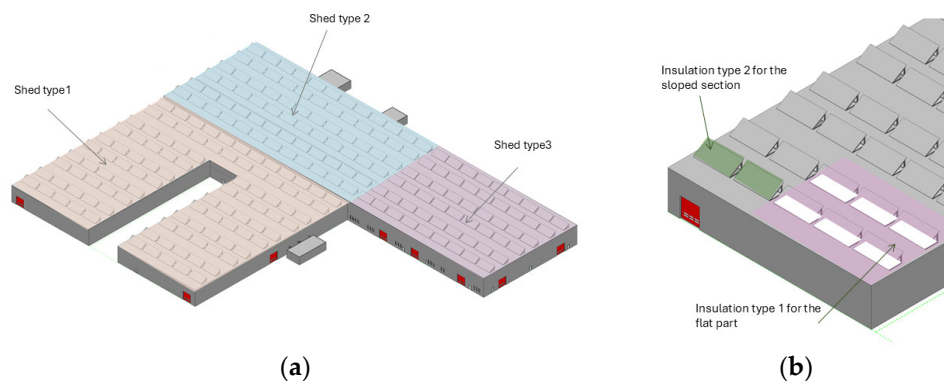 Shed type 2
Shed type1
Shed type3
(a)
Insulation type 2 for the
sloped section
Insulation type 1 for the
flat part
(b)